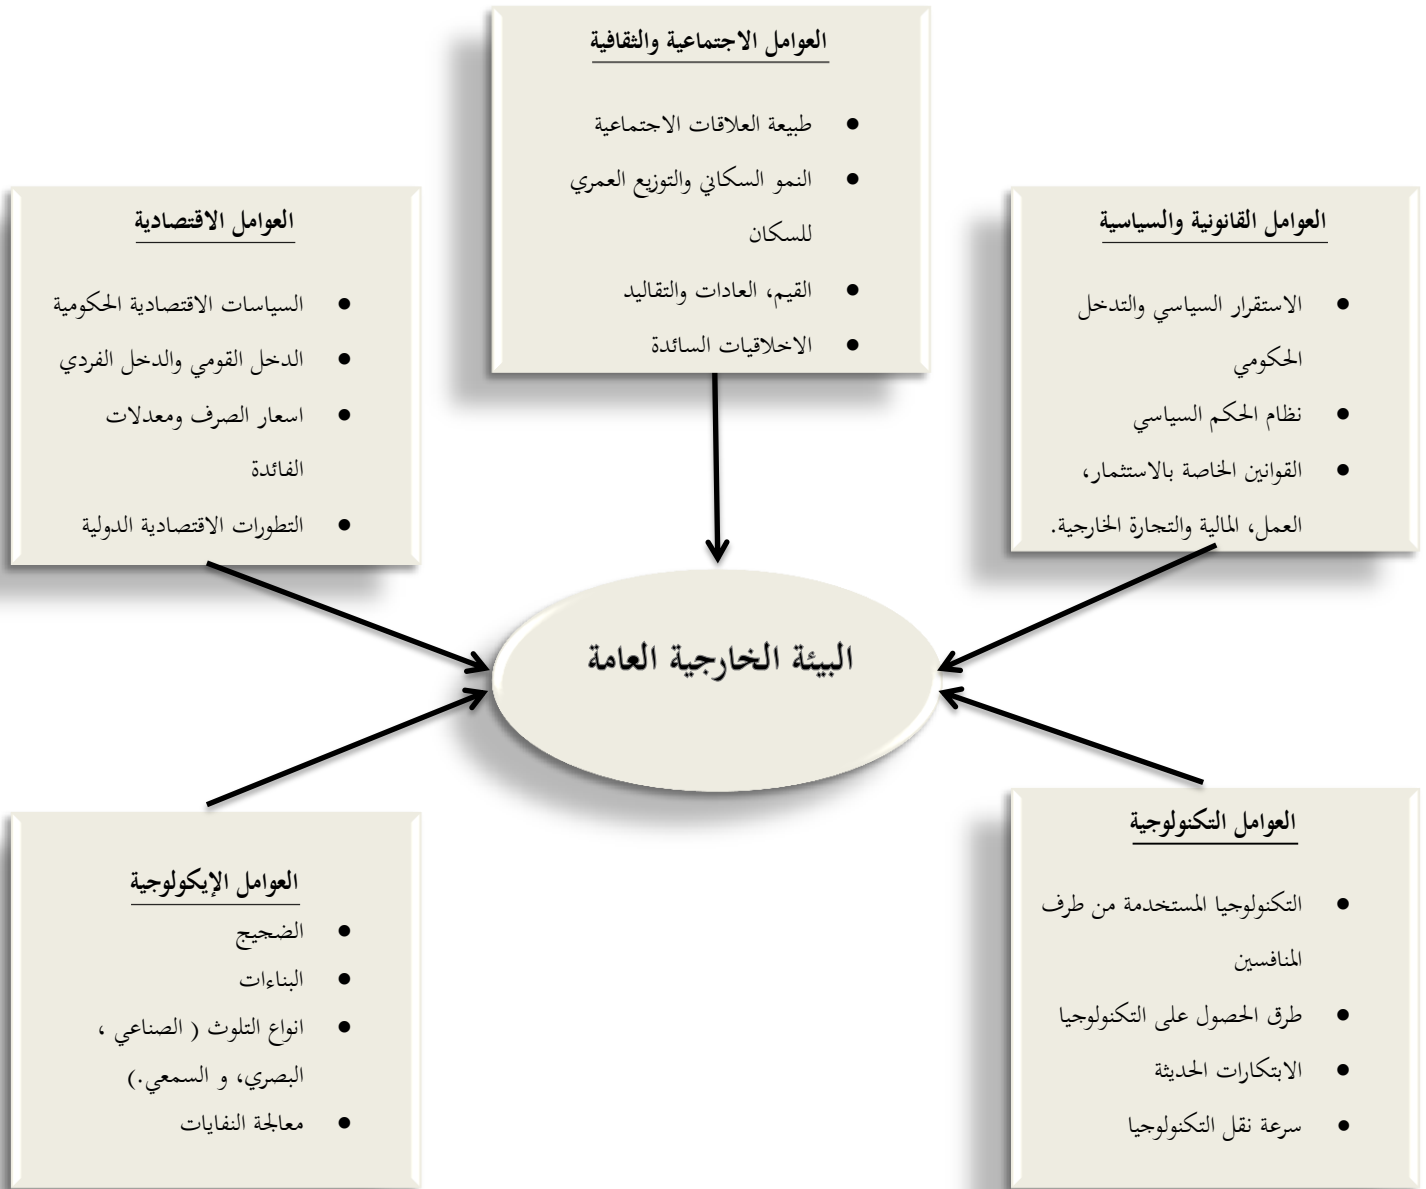 العوامل الاجتماعية والثقافية
● طبيعة العلاقات الاجتماعية
● النمو السكاني والتوزيع العمري
للسكان
● القيم، العادات والتقاليد
● الاخلاقيات السائدة
العوامل القانونية والسياسية
● الاستقرار السياسي والتدخل
الحكومي
● نظام الحكم السياسي
● القوانين الخاصة بالاستثمار،
العمل، المالية والتجارة الخارجية.
العوامل الاقتصادية
● السياسات الاقتصادية الحكومية
● الدخل القومي والدخل الفردي
● اسعار الصرف ومعدلات
الفائدة
● التطورات الاقتصادية الدولية
البيئة الخارجية العامة
العوامل التكنولوجية
● التكنولوجيا المستخدمة من طرف
المنافسين
● طرق الحصول على التكنولوجيا
● الابتكارات الحديثة
● سرعة نقل التكنولوجيا
العوامل الإيكولوجية
● الضجيج
● البناءات
● انواع التلوث ( الصناعي ،
البصري، و السمعي.)
● معالجة النفايات